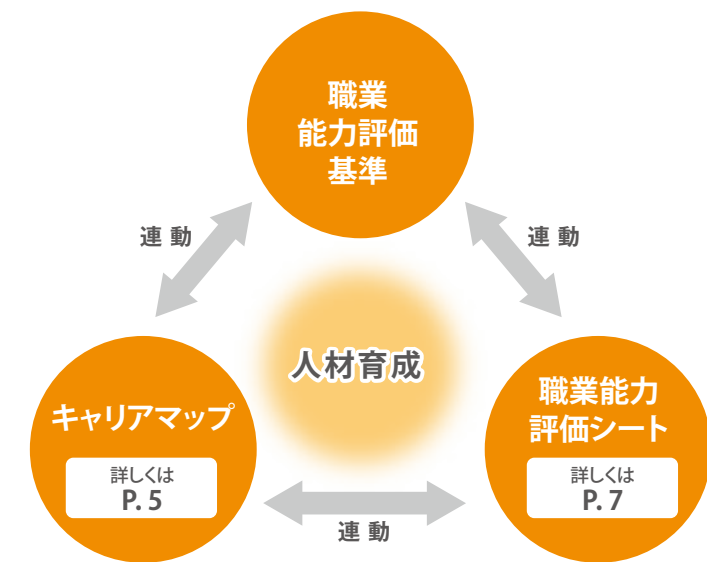 職業
能力評価
基準
連動
連動
人材育成
キャリアマップ
詳しくは
P. 5
職業能力
評価シート
詳しくは
P. 7
連動